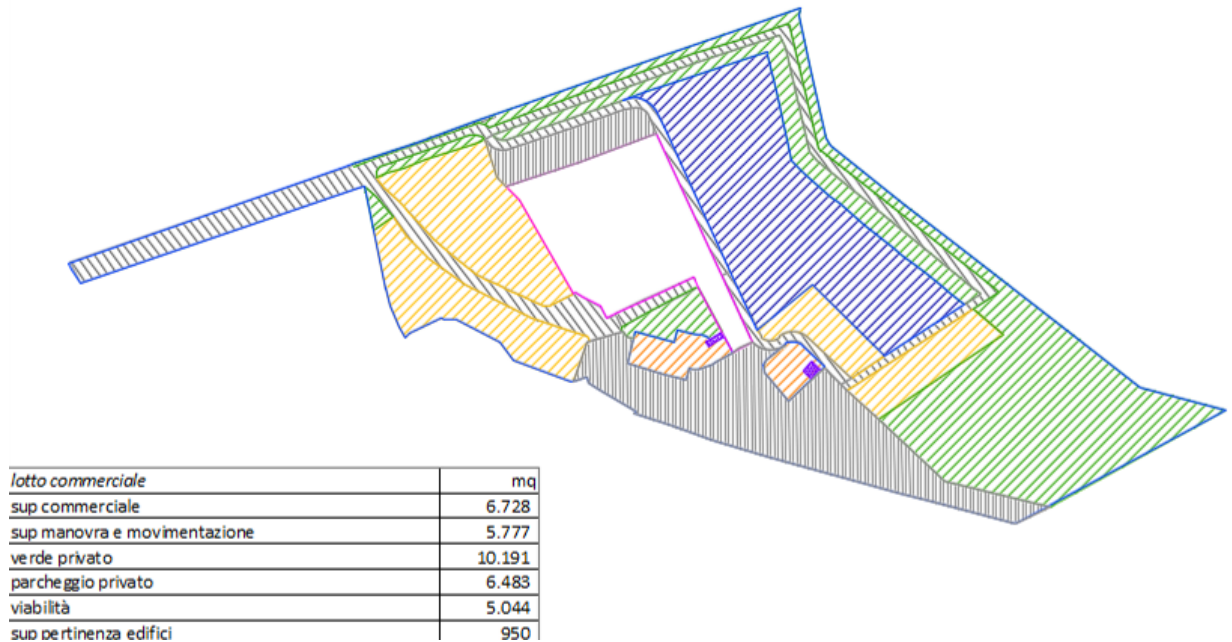 lotto commerciale mq
sup commerciale 6.728
sup manovra e movimentazione 5.777
verde privato 10.191
parcheggio privato 6.483
viabilità 5.044
sup pertinenza edifici 950